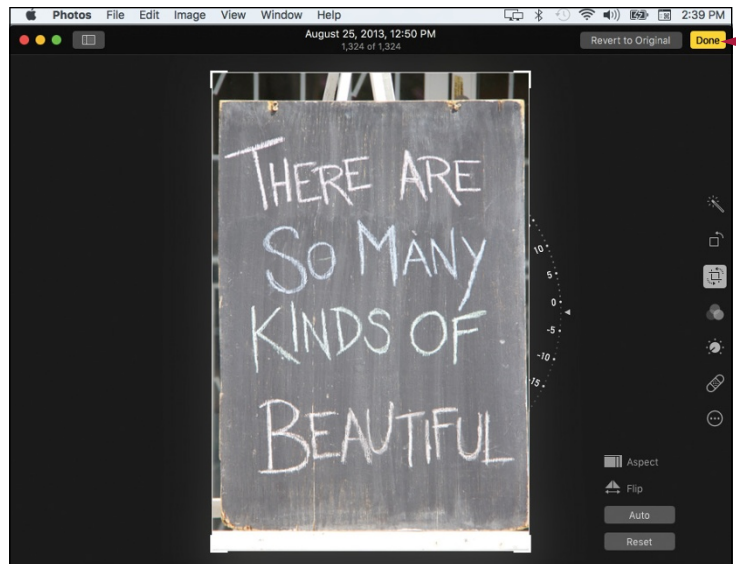 Photos File Edit Image View Window Help 2:39 PM
August 25, 2013, 12:50 PM
1,324 of 1,324
Revert to Original Done
THERE ARE
SO MANY
KINDS OF
BEAUTIFUL
10
5
0
-5
-10
-15
Aspect
Flip
Auto
Reset